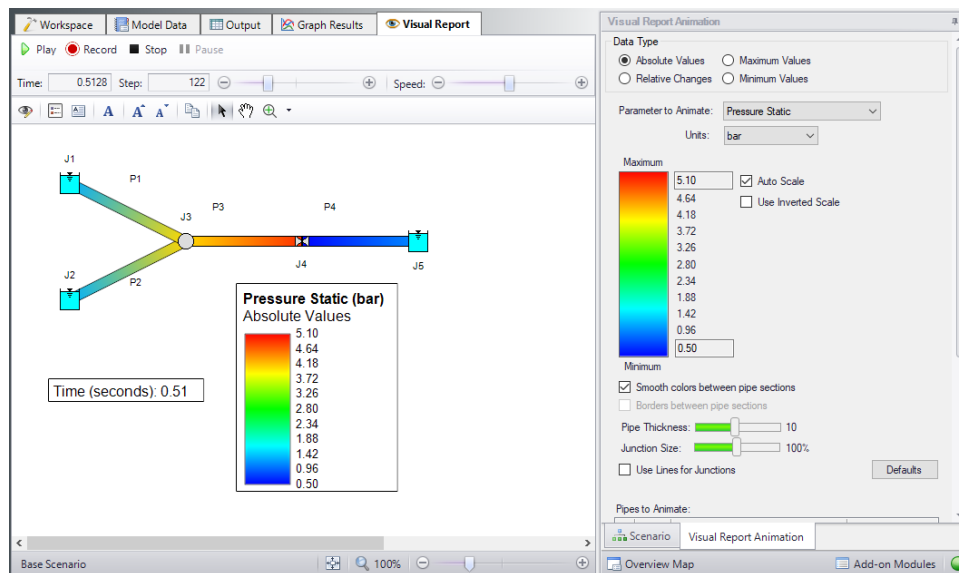 Workspace Model Data Output Graph Results Visual Report
Play Record Stop Pause
Time: 0.5128 Step: 122 Speed:
A A A
J1
P1
J3
P3
P4
J2
P2
J4
J5
Pressure Static (bar)
Absolute Values
5.10
4.64
4.18
3.72
3.26
2.80
2.34
1.88
1.42
0.96
0.50
Time (seconds): 0.51
Base Scenario 100%
Visual Report Animation
Data Type
Absolute Values Maximum Values
Relative Changes Minimum Values
Parameter to Animate: Pressure Static
Units: bar
Maximum
5.10 Auto Scale
4.64
Use Inverted Scale
4.18
3.72
3.26
2.80
2.34
1.88
1.42
0.96
0.50
Minimum
Smooth colors between pipe sections
Borders between pipe sections
Pipe Thickness: 10
Junction Size: 100%
Use Lines for Junctions Defaults
Pipes to Animate:
Scenario Visual Report Animation
Overview Map Add-on Modules